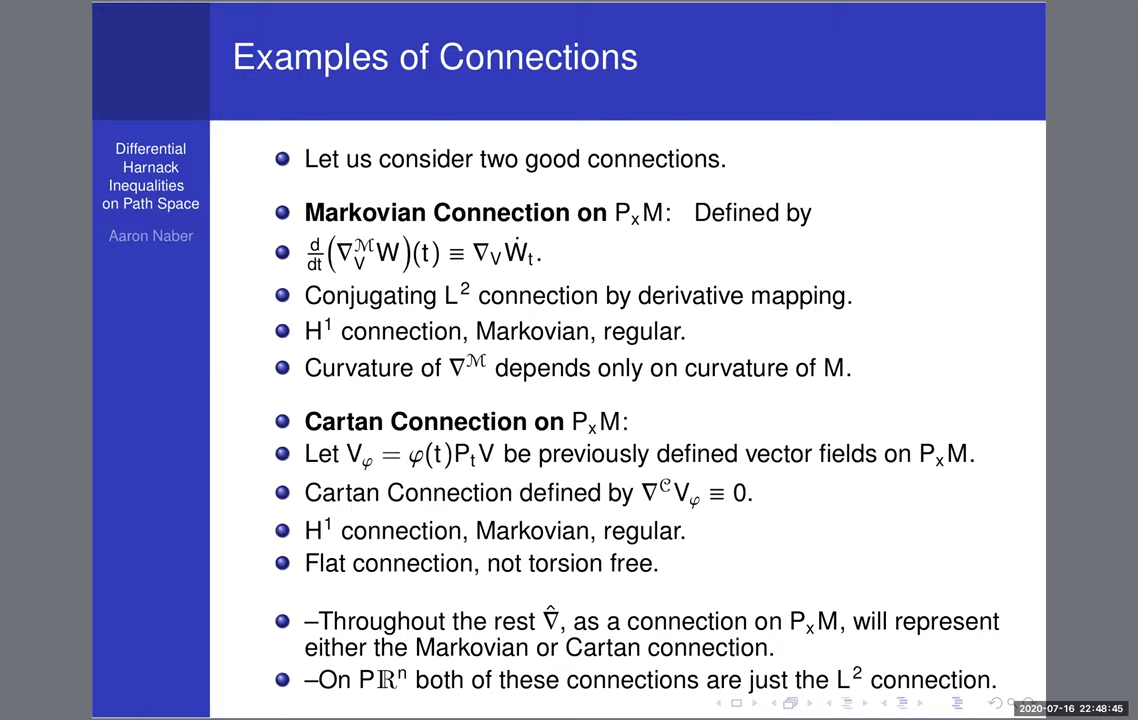 Examples of Connections
Differential
Harnack
Inequalities
on Path Space
Aaron Naber
Let us consider two good connections.
Markovian Connection on PₓM: Defined by
d/dt(∇_V^ℳ W)(t) ≡ ∇_V Ẇ_t.
Conjugating L² connection by derivative mapping.
H¹ connection, Markovian, regular.
Curvature of ∇^ℳ depends only on curvature of M.
Cartan Connection on PₓM:
Let V_φ = φ(t)P_tV be previously defined vector fields on PₓM.
Cartan Connection defined by ∇^𝒞 V_φ ≡ 0.
H¹ connection, Markovian, regular.
Flat connection, not torsion free.
–Throughout the rest ∇̂, as a connection on PₓM, will represent
either the Markovian or Cartan connection.
–On Pℝⁿ both of these connections are just the L² connection.
2020-07-16 22:48:45